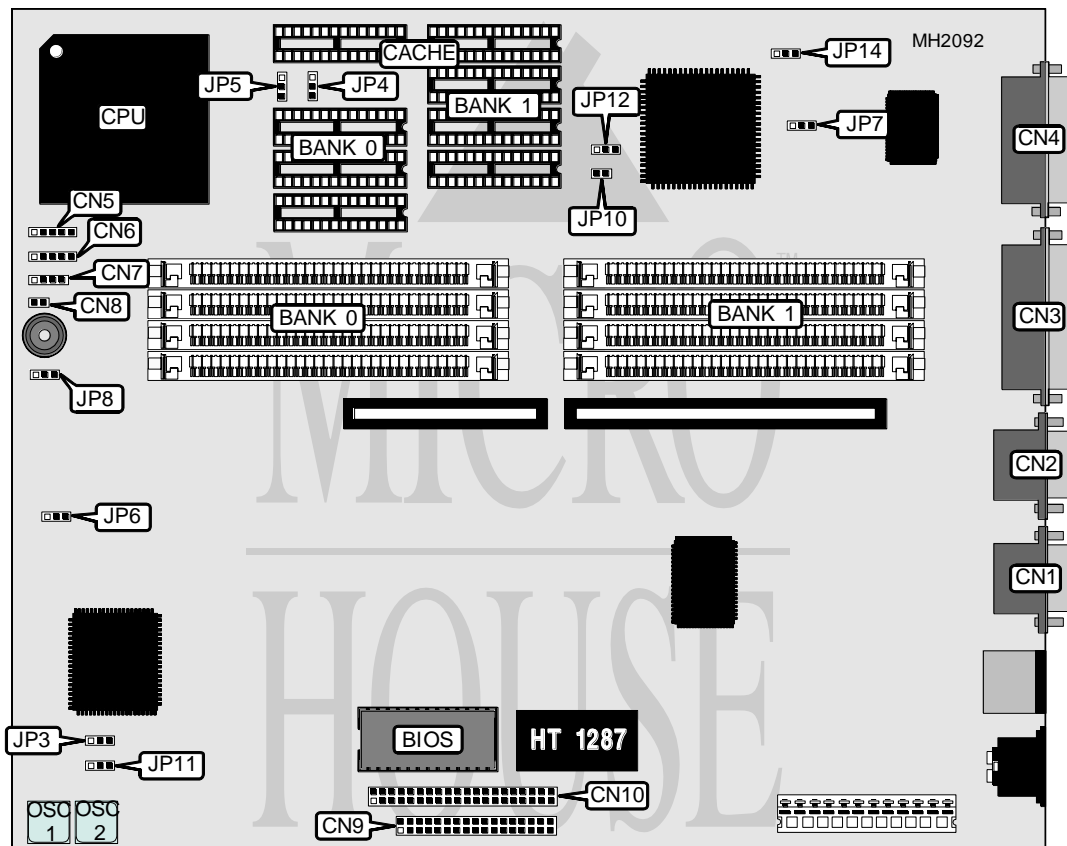 MH2092
CACHE
JP14
JP5
JP4
BANK 1
CPU
JP12
JP7
CN4
BANK 0
CN5
JP10
CN6
CN7
TM
CN8
BANK 0
BANK 1
CN3
JP8
MICRO
CN2
JP6
CN1
HOUSE
JP3
BIOS
HT 1287
JP11
CN10
OSC
1
OSC
2
CN9